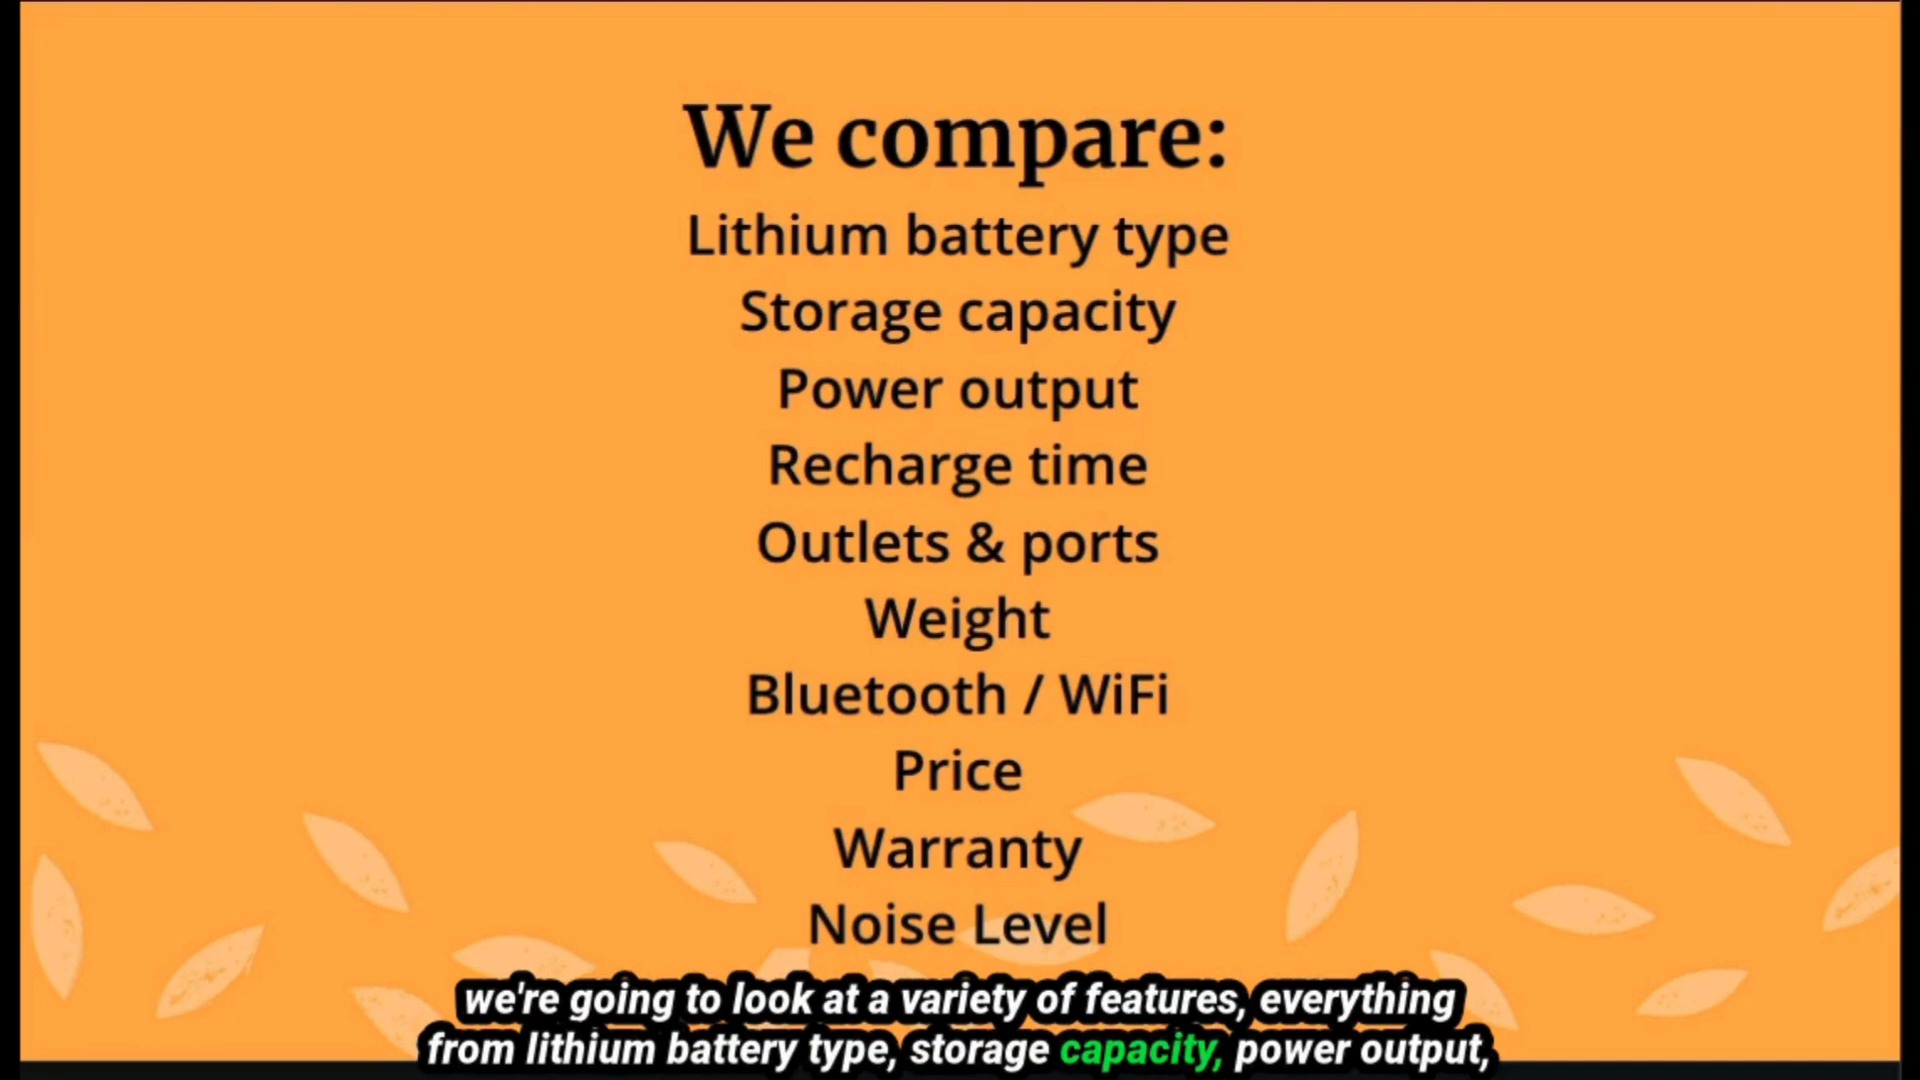 We compare:
Lithium battery type
Storage capacity
Power output
Recharge time
Outlets & ports
Weight
Bluetooth / WiFi
Price
Warranty
Noise Level
we're going to look at a variety of features, everything
from lithium battery type, storage capacity, power output,